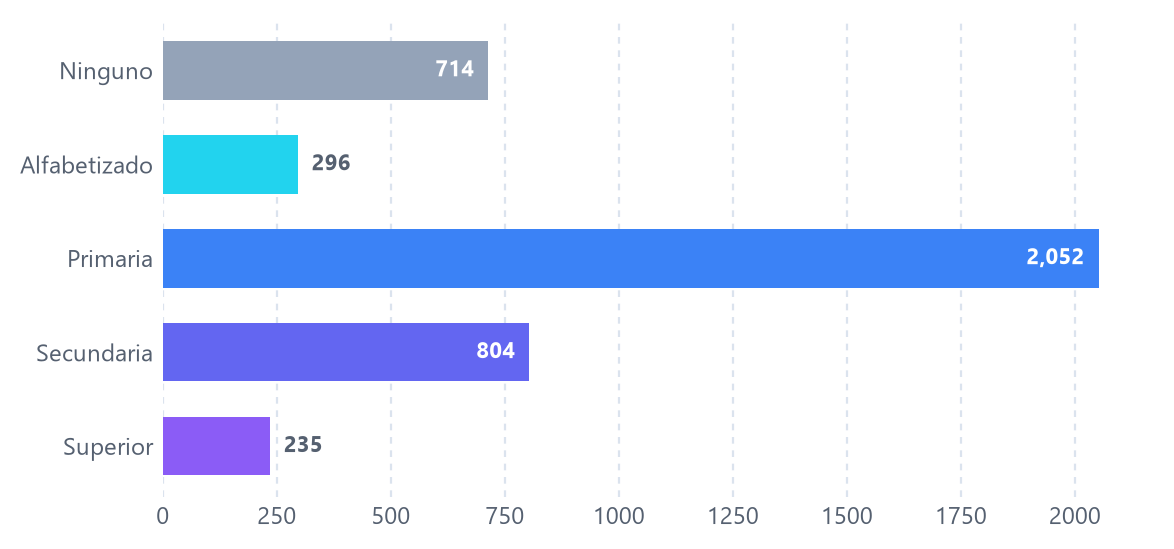 Ninguno 714
Alfabetizado 296
Primaria 2,052
Secundaria 804
Superior 235
0 250 500 750 1000 1250 1500 1750 2000